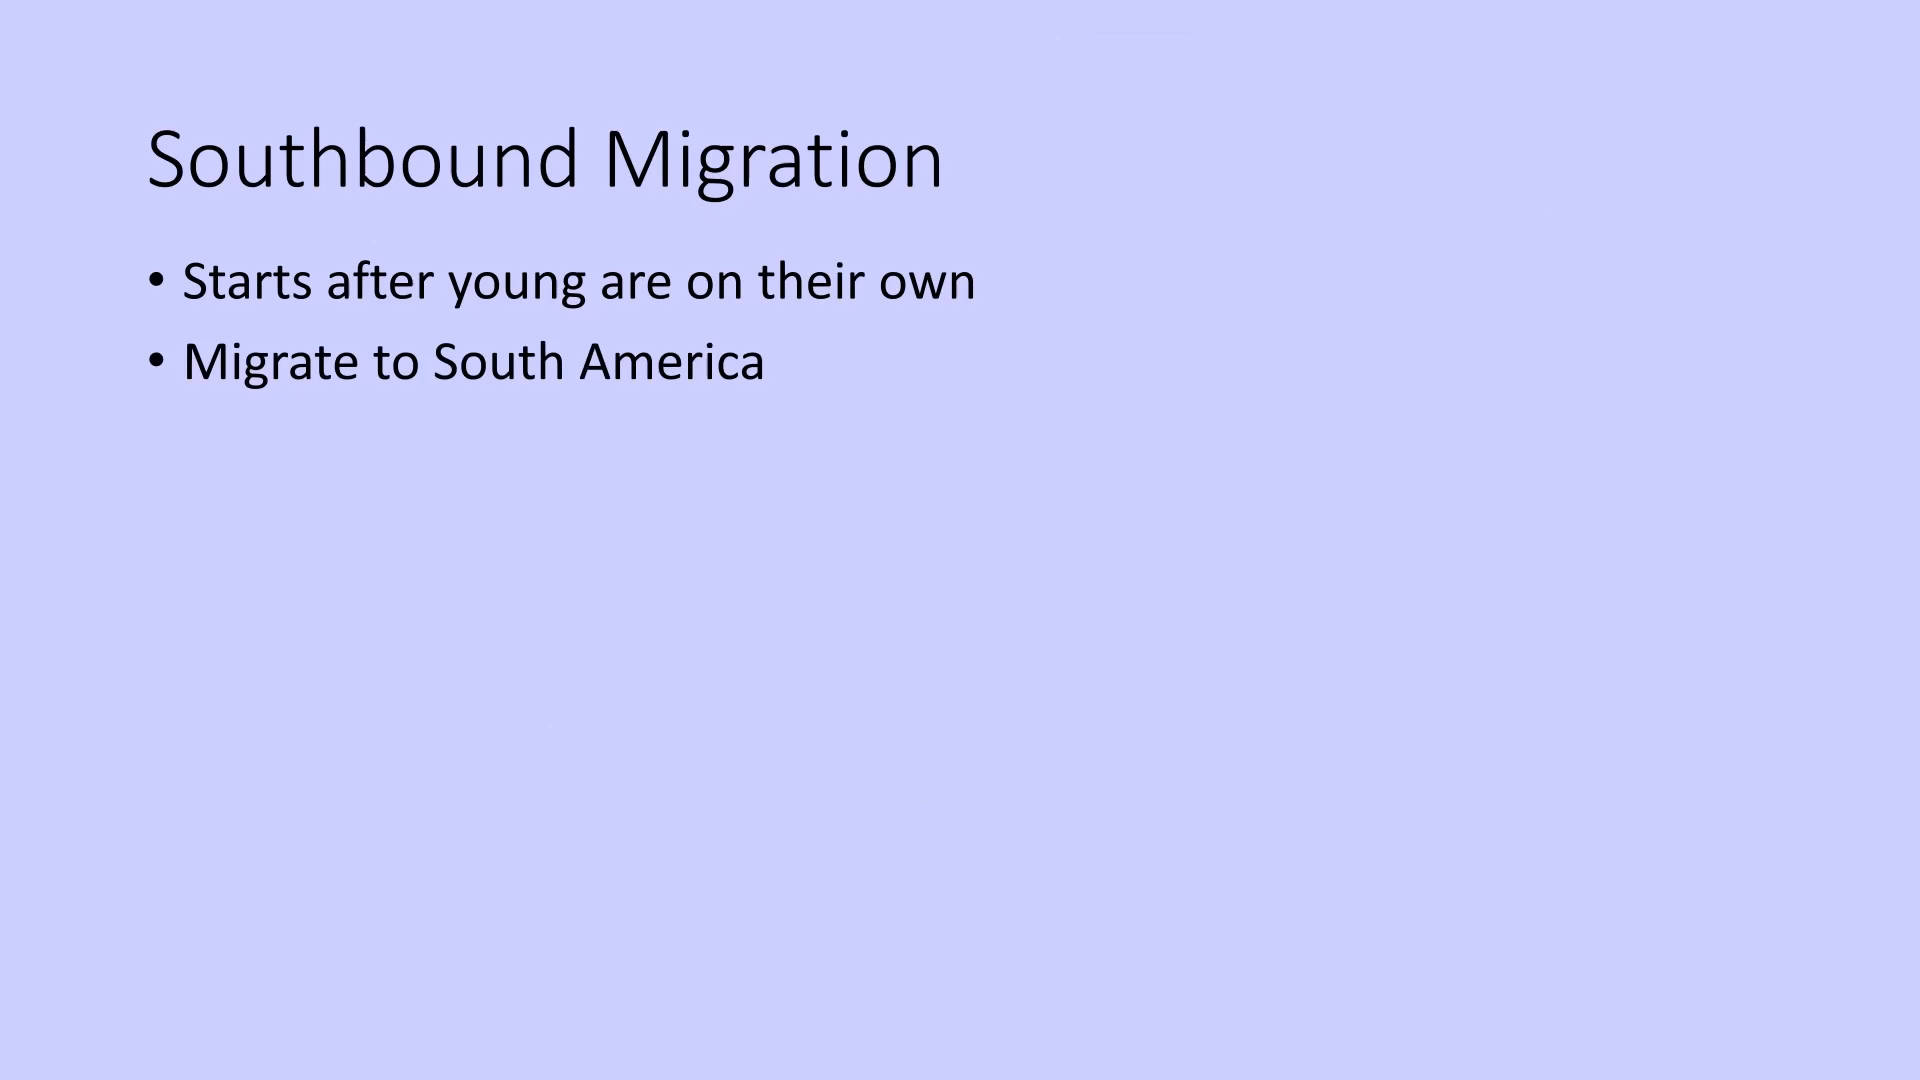 Southbound Migration
• Starts after young are on their own
• Migrate to South America